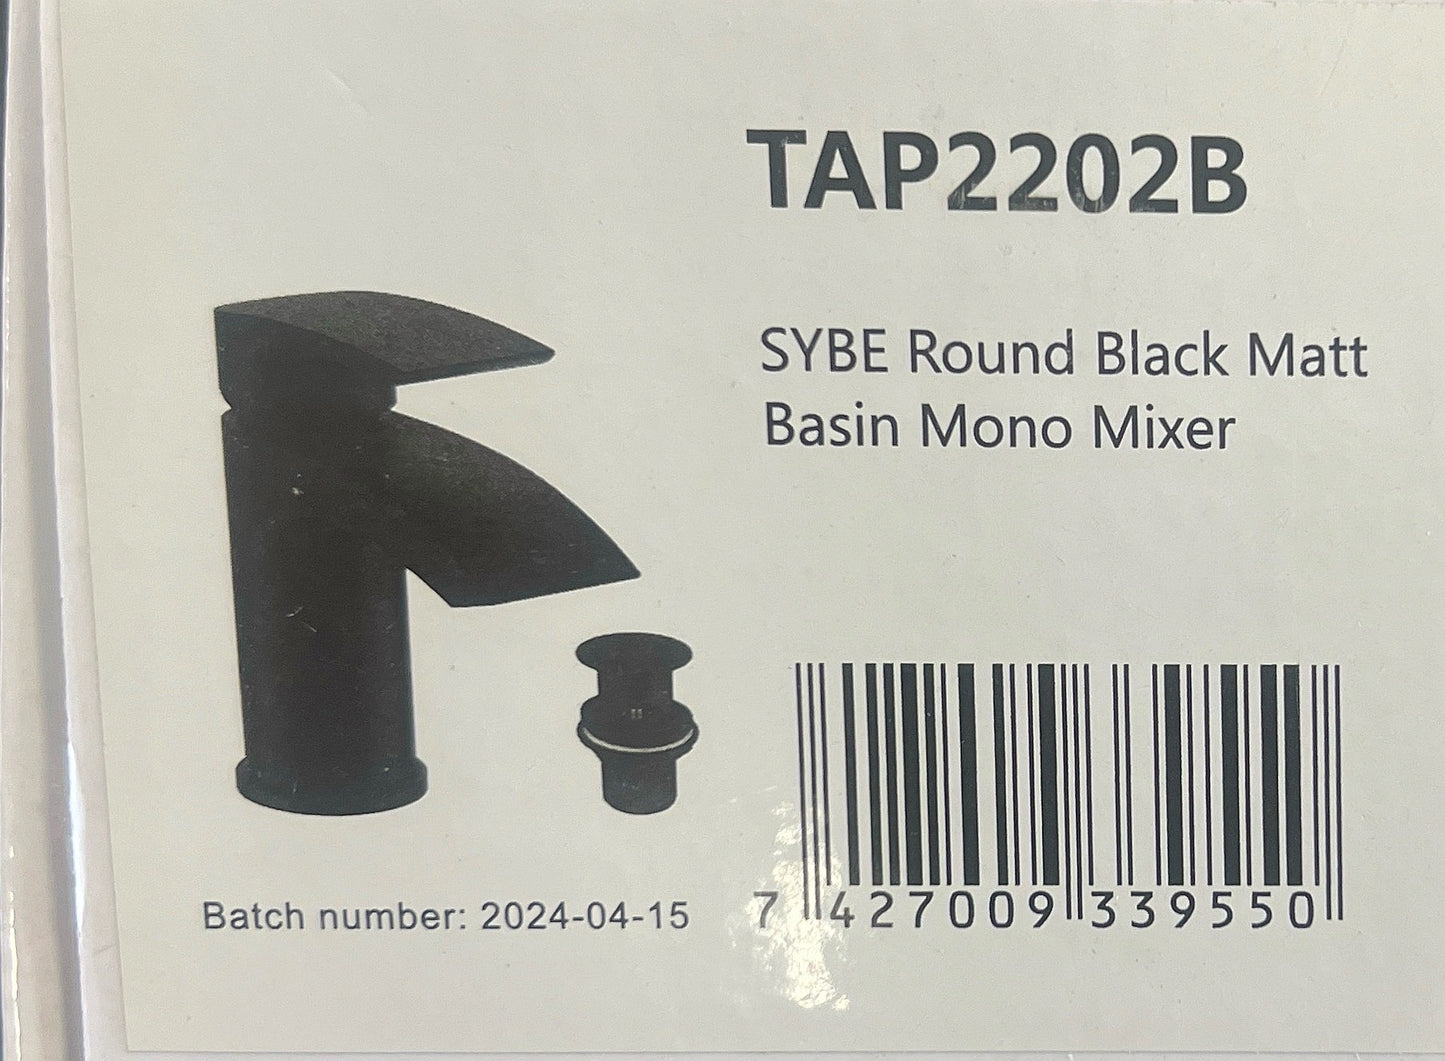 TAP2202B
SYBE Round Black Matt
Basin Mono Mixer
Batch number: 2024-04-15
7 427009 339550